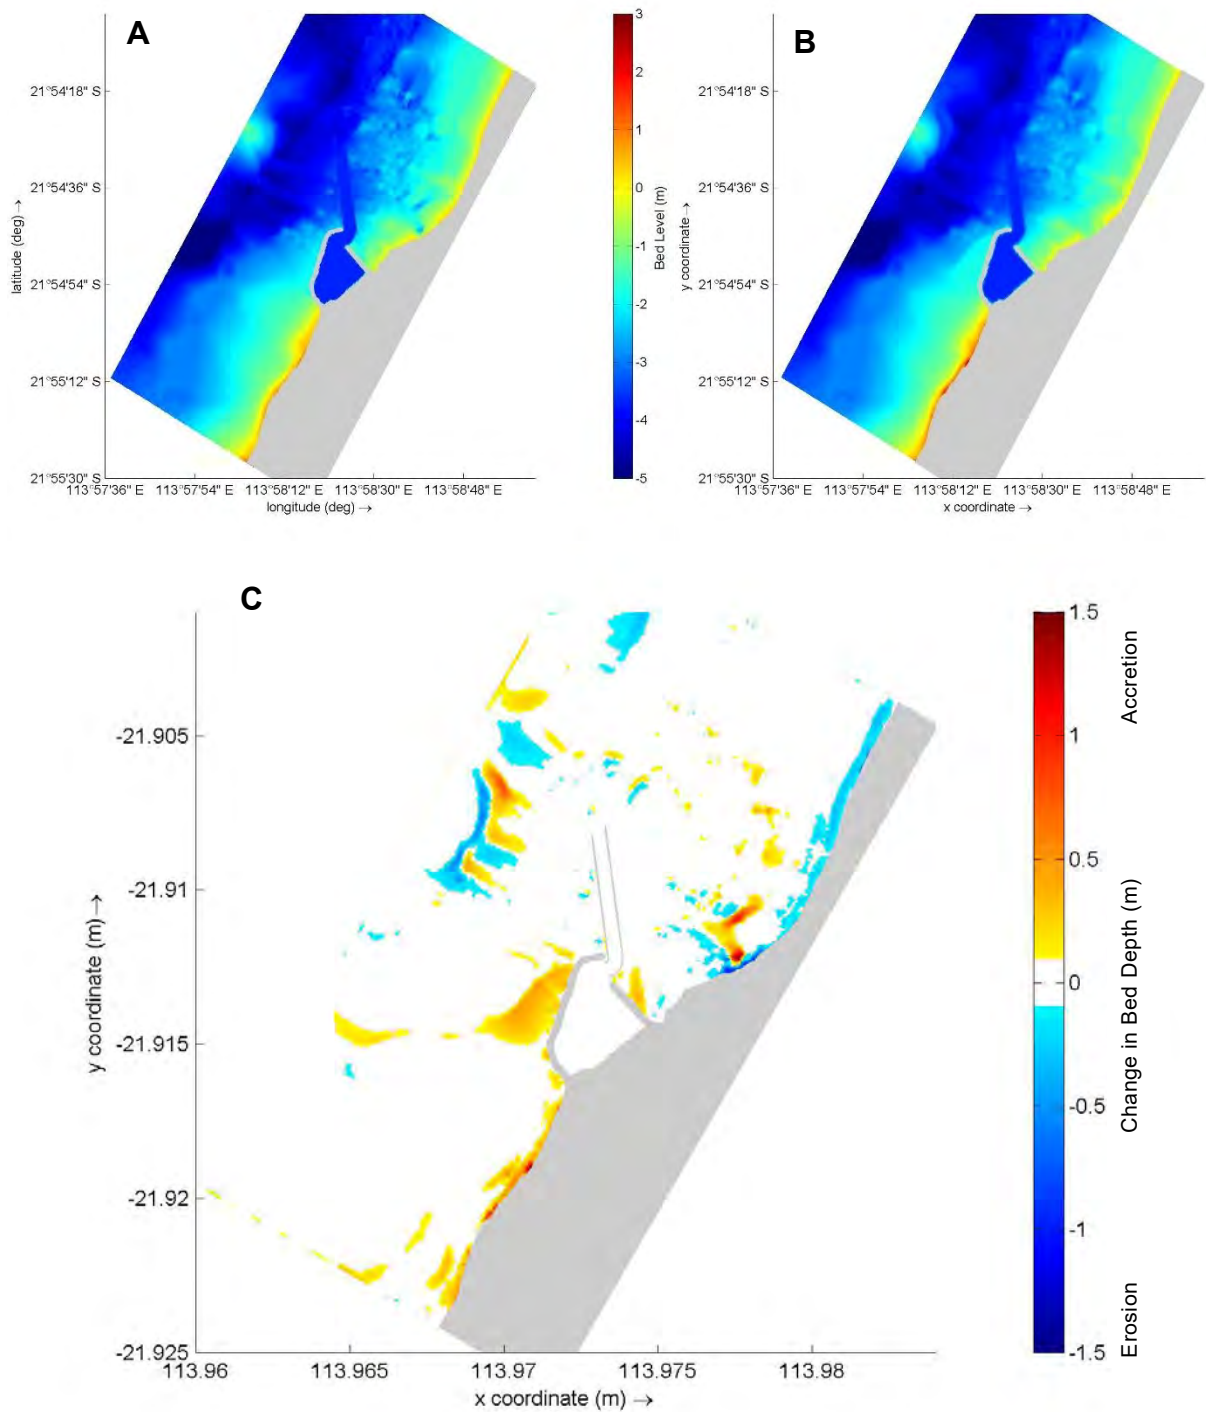 A
B
21°54'18" S
21°54'36" S
21°54'54" S
21°55'12" S
21°55'30" S
latitude (deg) →
113°57'36" E
113°57'54" E
113°58'12" E
113°58'30" E
113°58'48" E
longitude (deg) →
3
2
1
0
-1
-2
-3
-4
-5
Bed Level (m)
21°54'18" S
21°54'36" S
21°54'54" S
21°55'12" S
21°55'30" S
y coordinate →
113°57'36" E
113°57'54" E
113°58'12" E
113°58'30" E
113°58'48" E
x coordinate →
C
-21.905
-21.91
-21.915
-21.92
-21.925
y coordinate (m) →
113.96
113.965
113.97
113.975
113.98
x coordinate (m) →
1.5
1
0.5
0
-0.5
-1
-1.5
Accretion
Change in Bed Depth (m)
Erosion